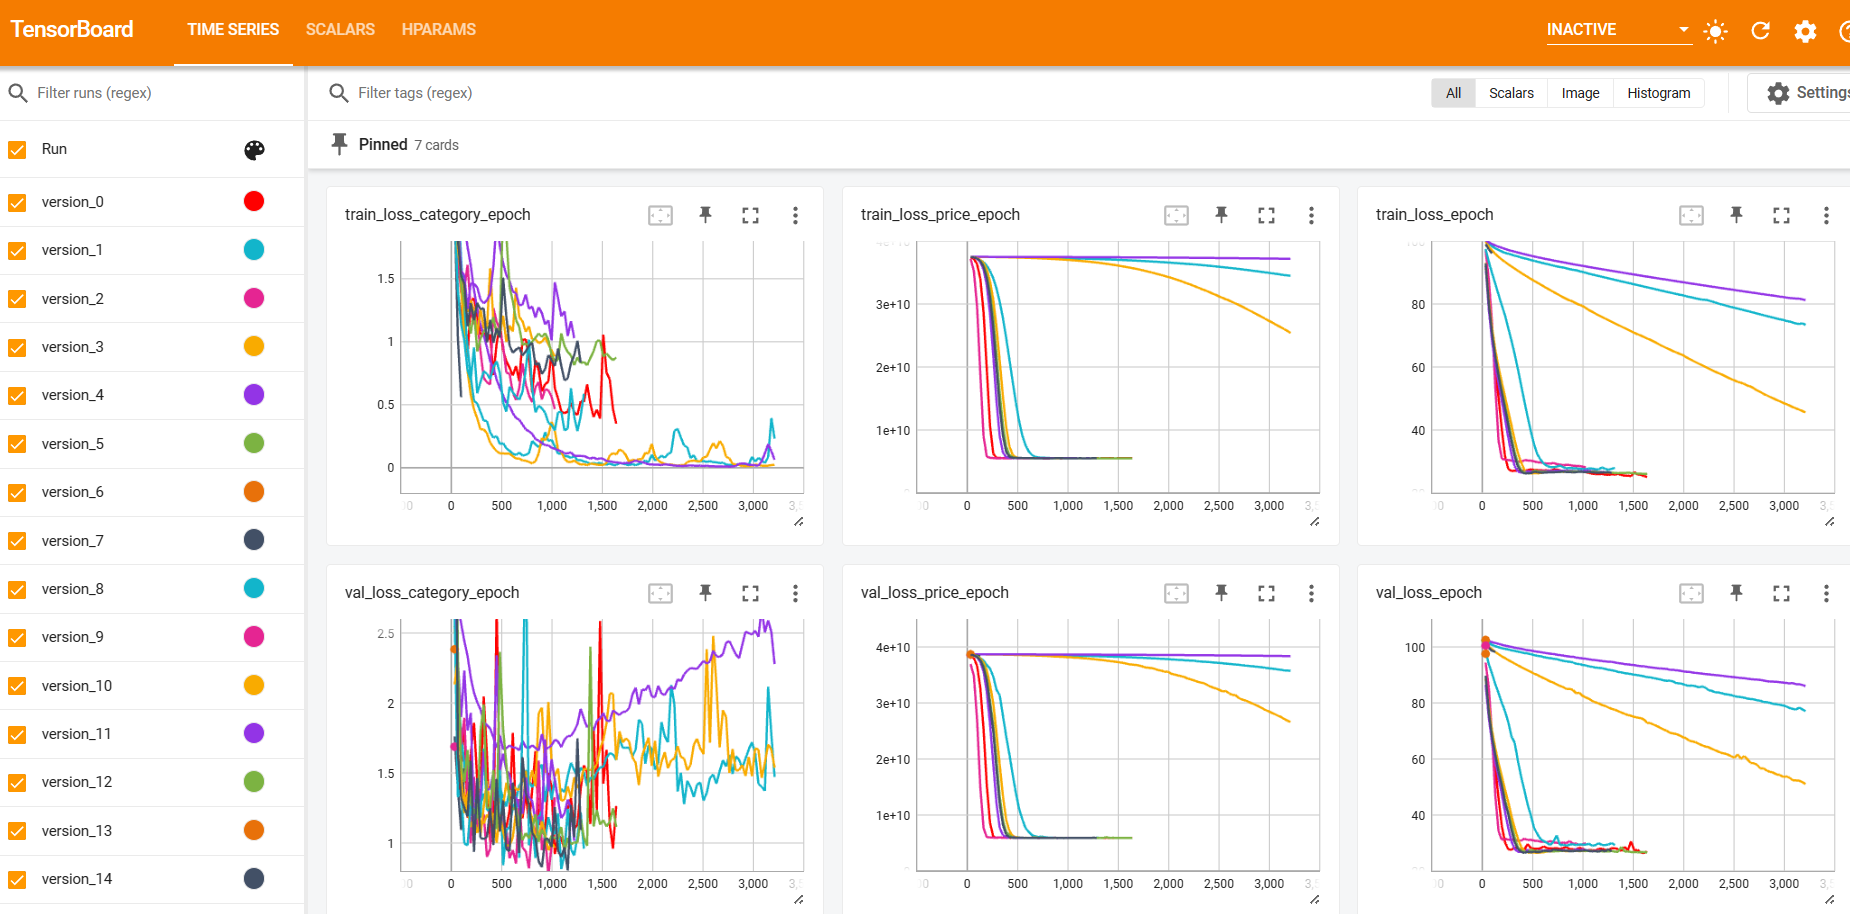 TensorBoard TIME SERIES SCALARS HPARAMS INACTIVE
Filter runs (regex)
Filter tags (regex)
All Scalars Image Histogram Settings
Run
Pinned 7 cards
version_0
version_1
version_2
version_3
version_4
version_5
version_6
version_7
version_8
version_9
version_10
version_11
version_12
version_13
version_14
train_loss_category_epoch
1.5
1
0.5
0
0 500 1,000 1,500 2,000 2,500 3,000
train_loss_price_epoch
4e+10
3e+10
2e+10
1e+10
0 500 1,000 1,500 2,000 2,500 3,000
train_loss_epoch
100
80
60
40
20
0 500 1,000 1,500 2,000 2,500 3,000
val_loss_category_epoch
2.5
2
1.5
1
0 500 1,000 1,500 2,000 2,500 3,000
val_loss_price_epoch
4e+10
3e+10
2e+10
1e+10
0 500 1,000 1,500 2,000 2,500 3,000
val_loss_epoch
100
80
60
40
20
0 500 1,000 1,500 2,000 2,500 3,000